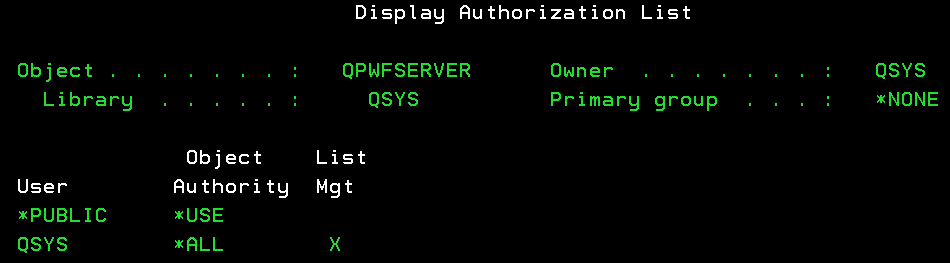 Display Authorization List
Object . . . . . . . :   QPWFSERVER      Owner  . . . . . . . :   QSYS
  Library  . . . . . :     QSYS          Primary group  . . . :   *NONE
             Object    List
User        Authority  Mgt
*PUBLIC     *USE
QSYS        *ALL        X